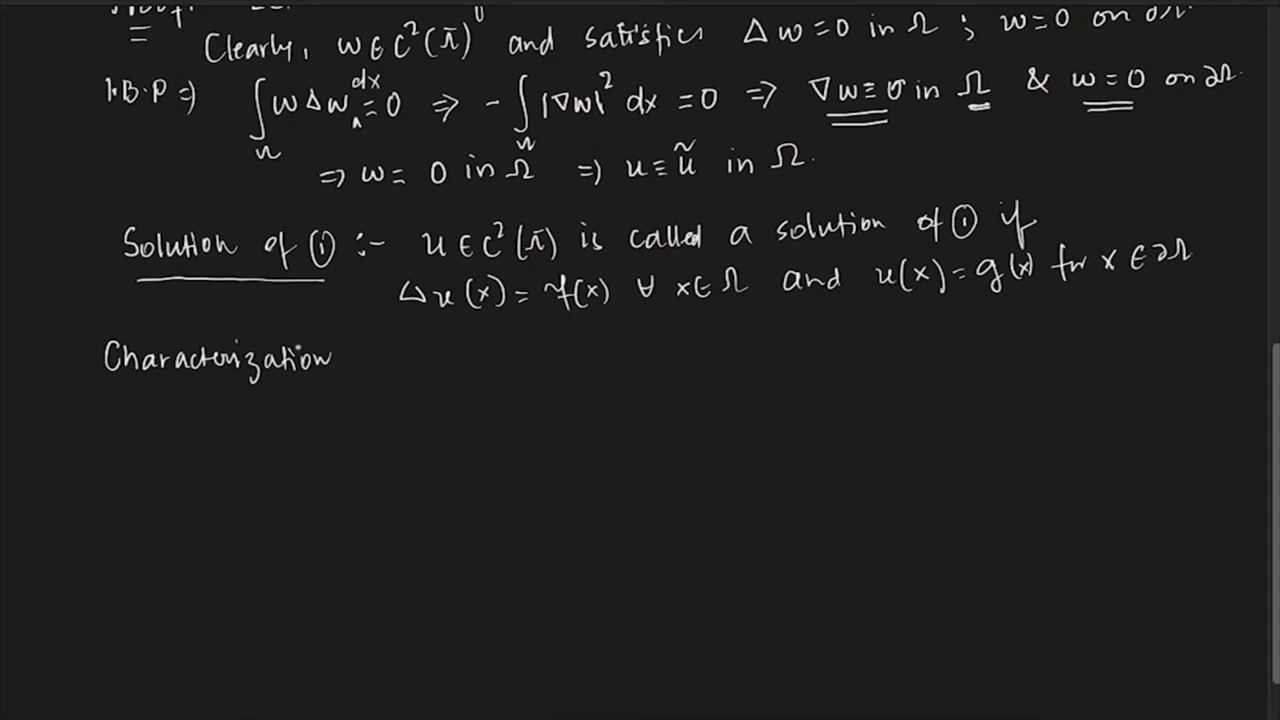 Clearly, w ∈ C²(Ω̄) and satisfies Δw = 0 in Ω ; w = 0 on ∂Ω.
I.B.P ⇒) ∫_Ω w Δw dx = 0 ⇒ - ∫_Ω |∇w|² dx = 0 ⇒ ∇w ≡ 0 in Ω & w = 0 on ∂Ω.
⇒ w = 0 in Ω ⇒ u ≡ ũ in Ω.
Solution of ① :- u ∈ C²(Ω̄) is called a solution of ① if
Δu(x) = f(x) ∀ x ∈ Ω and u(x) = g(x) for x ∈ ∂Ω
Characterization